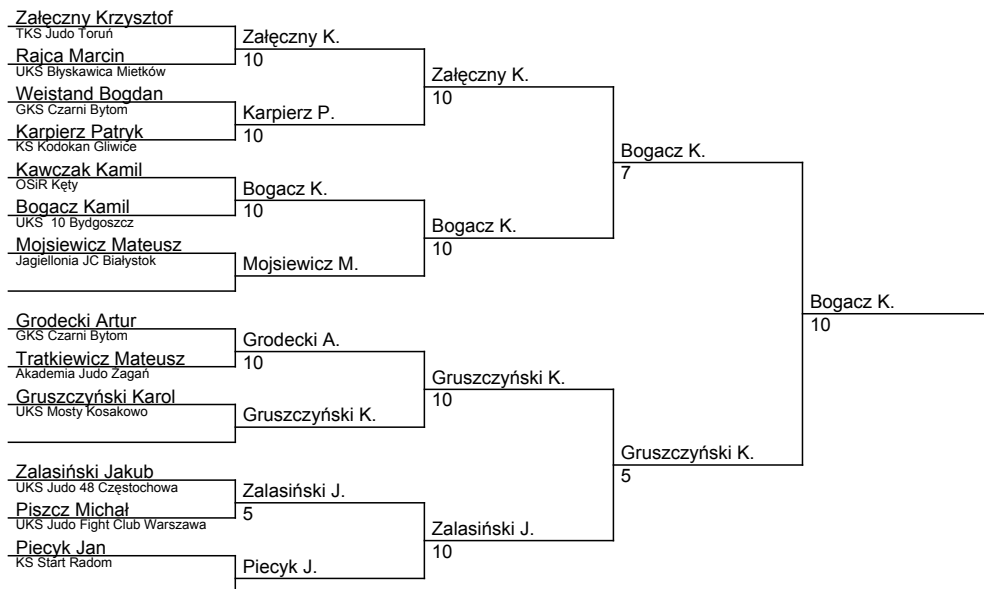 Załęczny Krzysztof
TKS Judo Toruń
Rajca Marcin
UKS Błyskawica Mietków
Weistand Bogdan
GKS Czarni Bytom
Karpierz Patryk
KS Kodokan Gliwice
Kawczak Kamil
OSiR Kęty
Bogacz Kamil
UKS 10 Bydgoszcz
Mojsiewicz Mateusz
Jagiellonia JC Białystok
Grodecki Artur
GKS Czarni Bytom
Tratkiewicz Mateusz
Akademia Judo Żagań
Gruszczyński Karol
UKS Mosty Kosakowo
Zalasiński Jakub
UKS Judo 48 Częstochowa
Piszcz Michał
UKS Judo Fight Club Warszawa
Piecyk Jan
KS Start Radom
Załęczny K.
10
Karpierz P.
10
Bogacz K.
10
Mojsiewicz M.
Grodecki A.
10
Gruszczyński K.
Zalasiński J.
5
Piecyk J.
Załęczny K.
10
Bogacz K.
10
Gruszczyński K.
10
Zalasiński J.
10
Bogacz K.
7
Gruszczyński K.
5
Bogacz K.
10